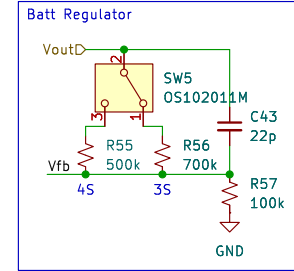 Batt Regulator
Vout
2
SW5
OS102011M
3
1
C43
22p
R55
500k
R56
700k
Vfb
4S
3S
R57
100k
GND